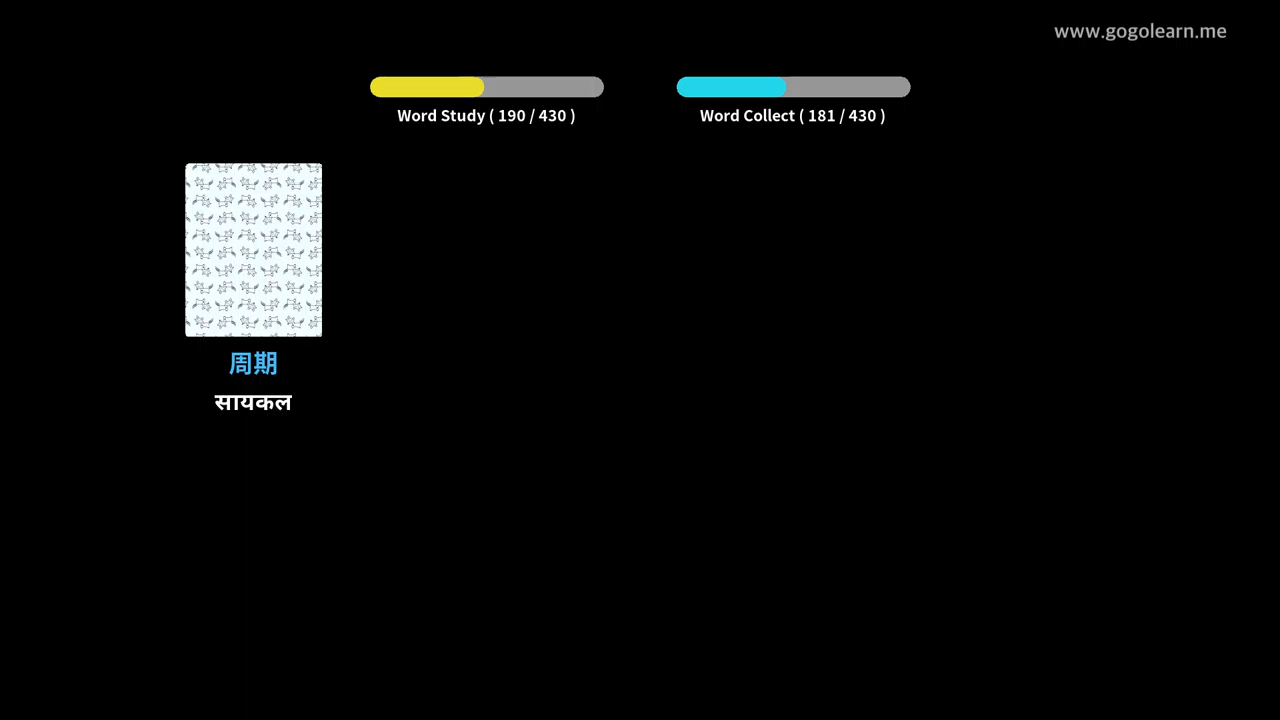 www.gogolearn.me
Word Study ( 190 / 430 )
Word Collect ( 181 / 430 )
周期
सायकल